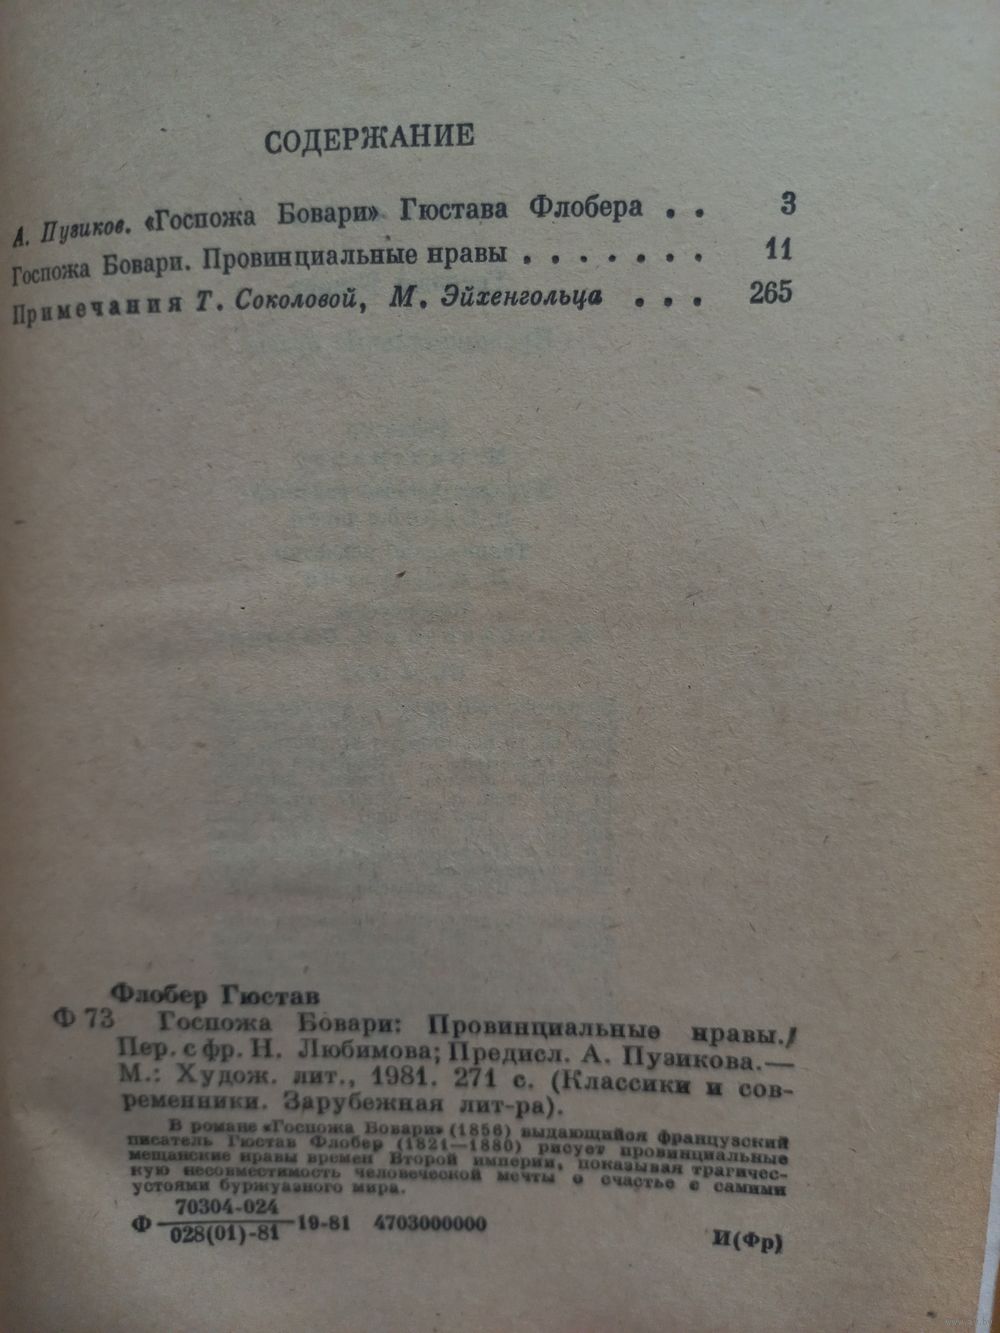 СОДЕРЖАНИЕ
А. Пузиков. «Госпожа Бовари» Гюстава Флобера . . 3
Госпожа Бовари. Провинциальные нравы . . . . . . . 11
Примечания Т. Соколовой, М. Эйхенгольца . . . 265
Флобер Гюстав
Ф 73 Госпожа Бовари: Провинциальные нравы./
Пер. с фр. Н. Любимова; Предисл. А. Пузикова.—
М.: Худож. лит., 1981. 271 с. (Классики и сов-
ременники. Зарубежная лит-ра).
В романе «Госпожа Бовари» (1856) выдающийся французский
писатель Гюстав Флобер (1821—1880) рисует провинциальные
мещанские нравы времен Второй империи, показывая трагичес-
кую несовместимость человеческой мечты о счастье с самими
устоями буржуазного мира.
70304-024
Ф 19-81 4703000000
028(01)-81
И(Фр)